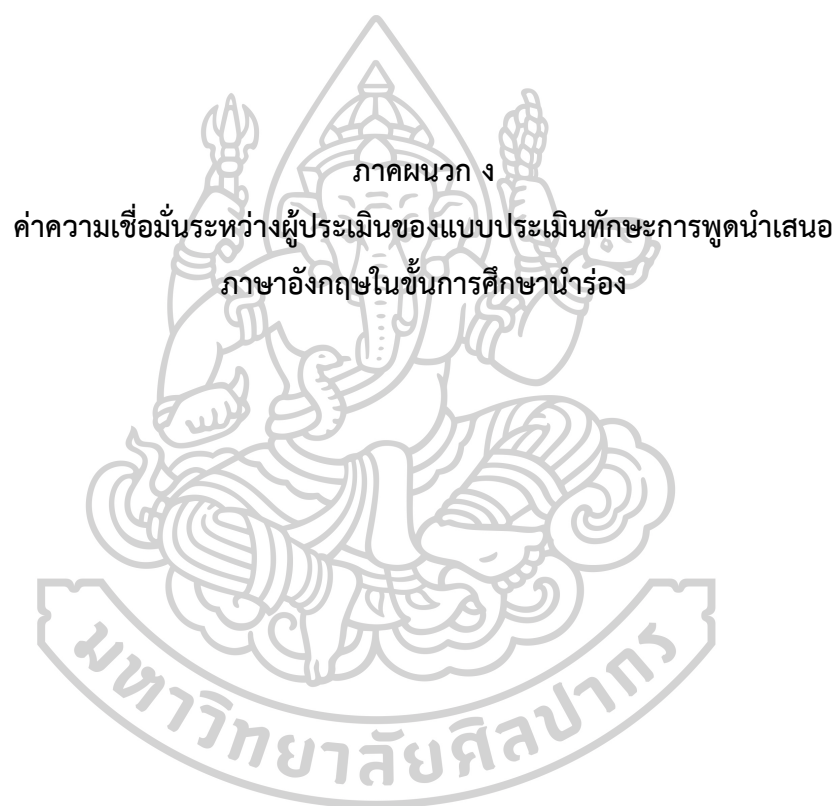 ภาคผนวก ง
ค่าความเชื่อมั่นระหว่างผู้ประเมินของแบบประเมินทักษะการพูดนำเสนอ
ภาษาอังกฤษในขั้นการศึกษานำร่อง
มหาวิทยาลัยศิลปากร